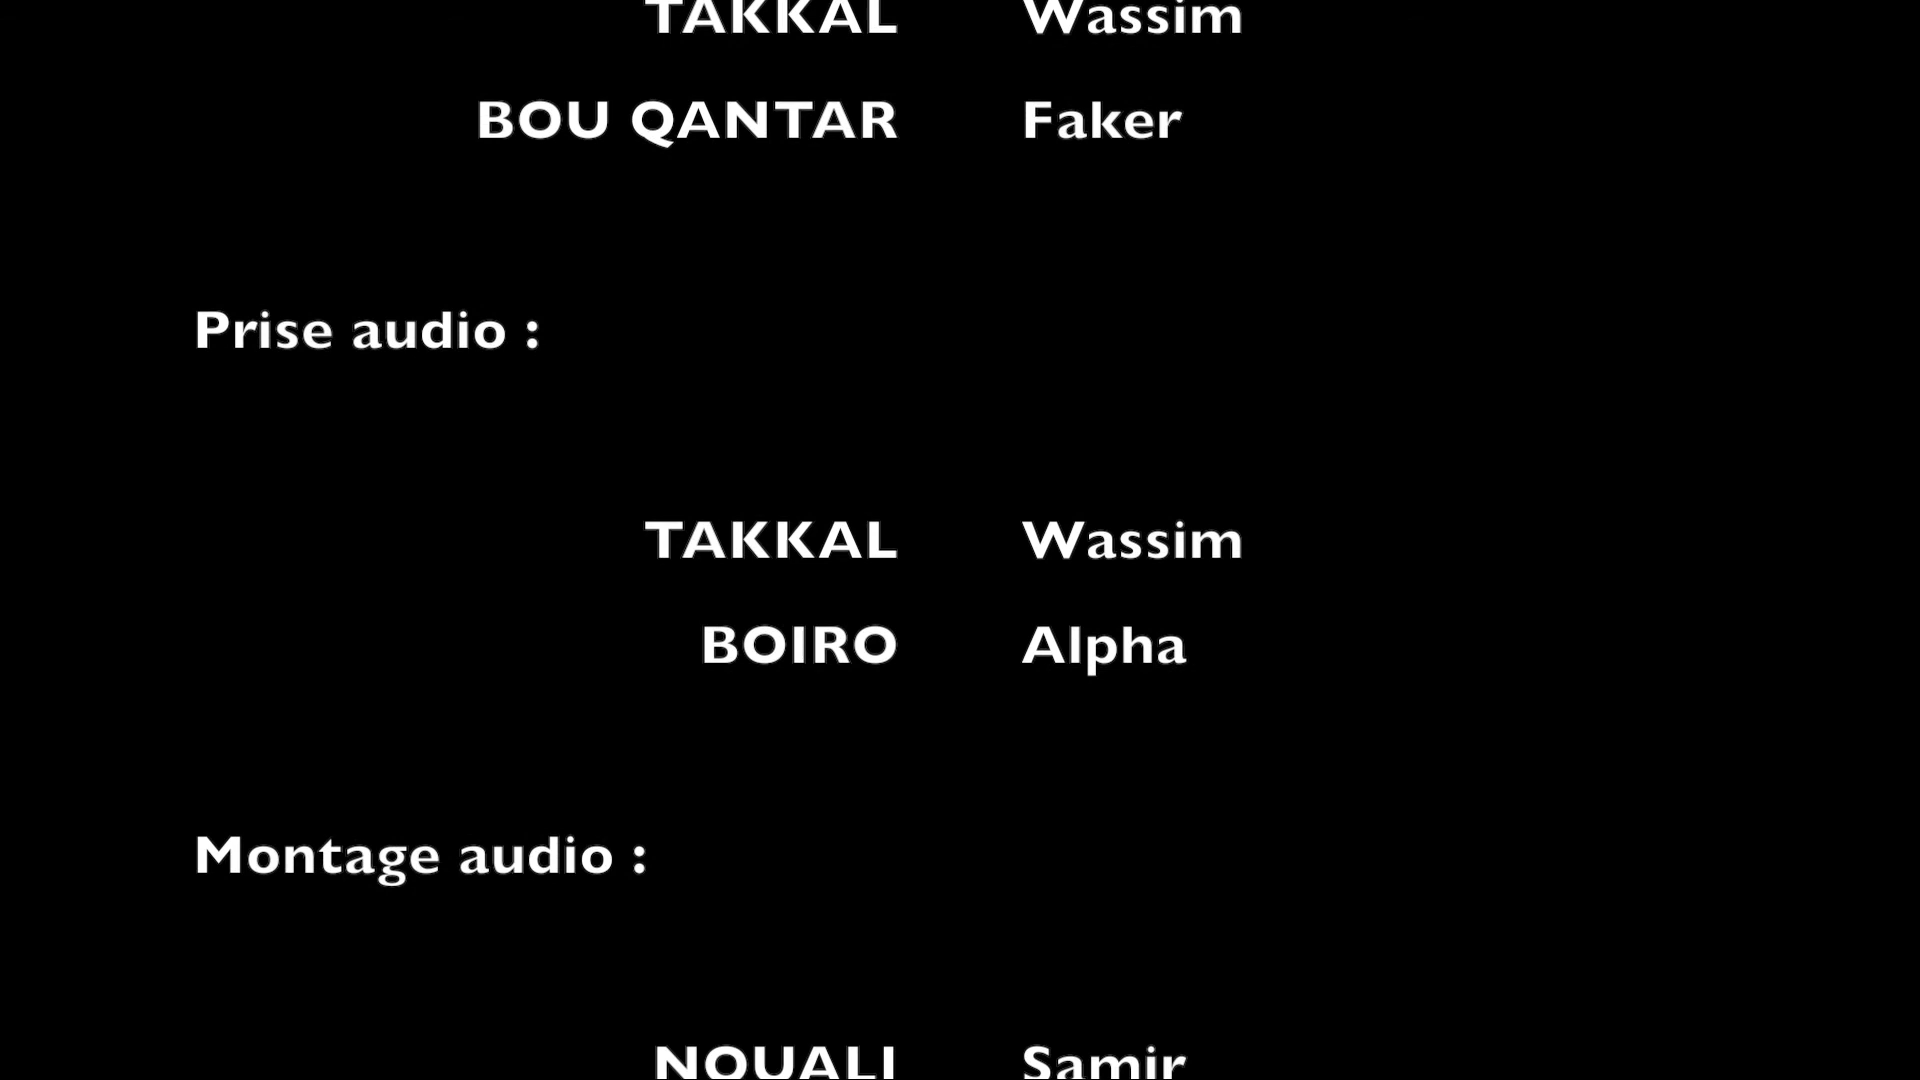 TAKKAL Wassim
BOU QANTAR Faker
Prise audio :
TAKKAL Wassim
BOIRO Alpha
Montage audio :
NOUALI Samir